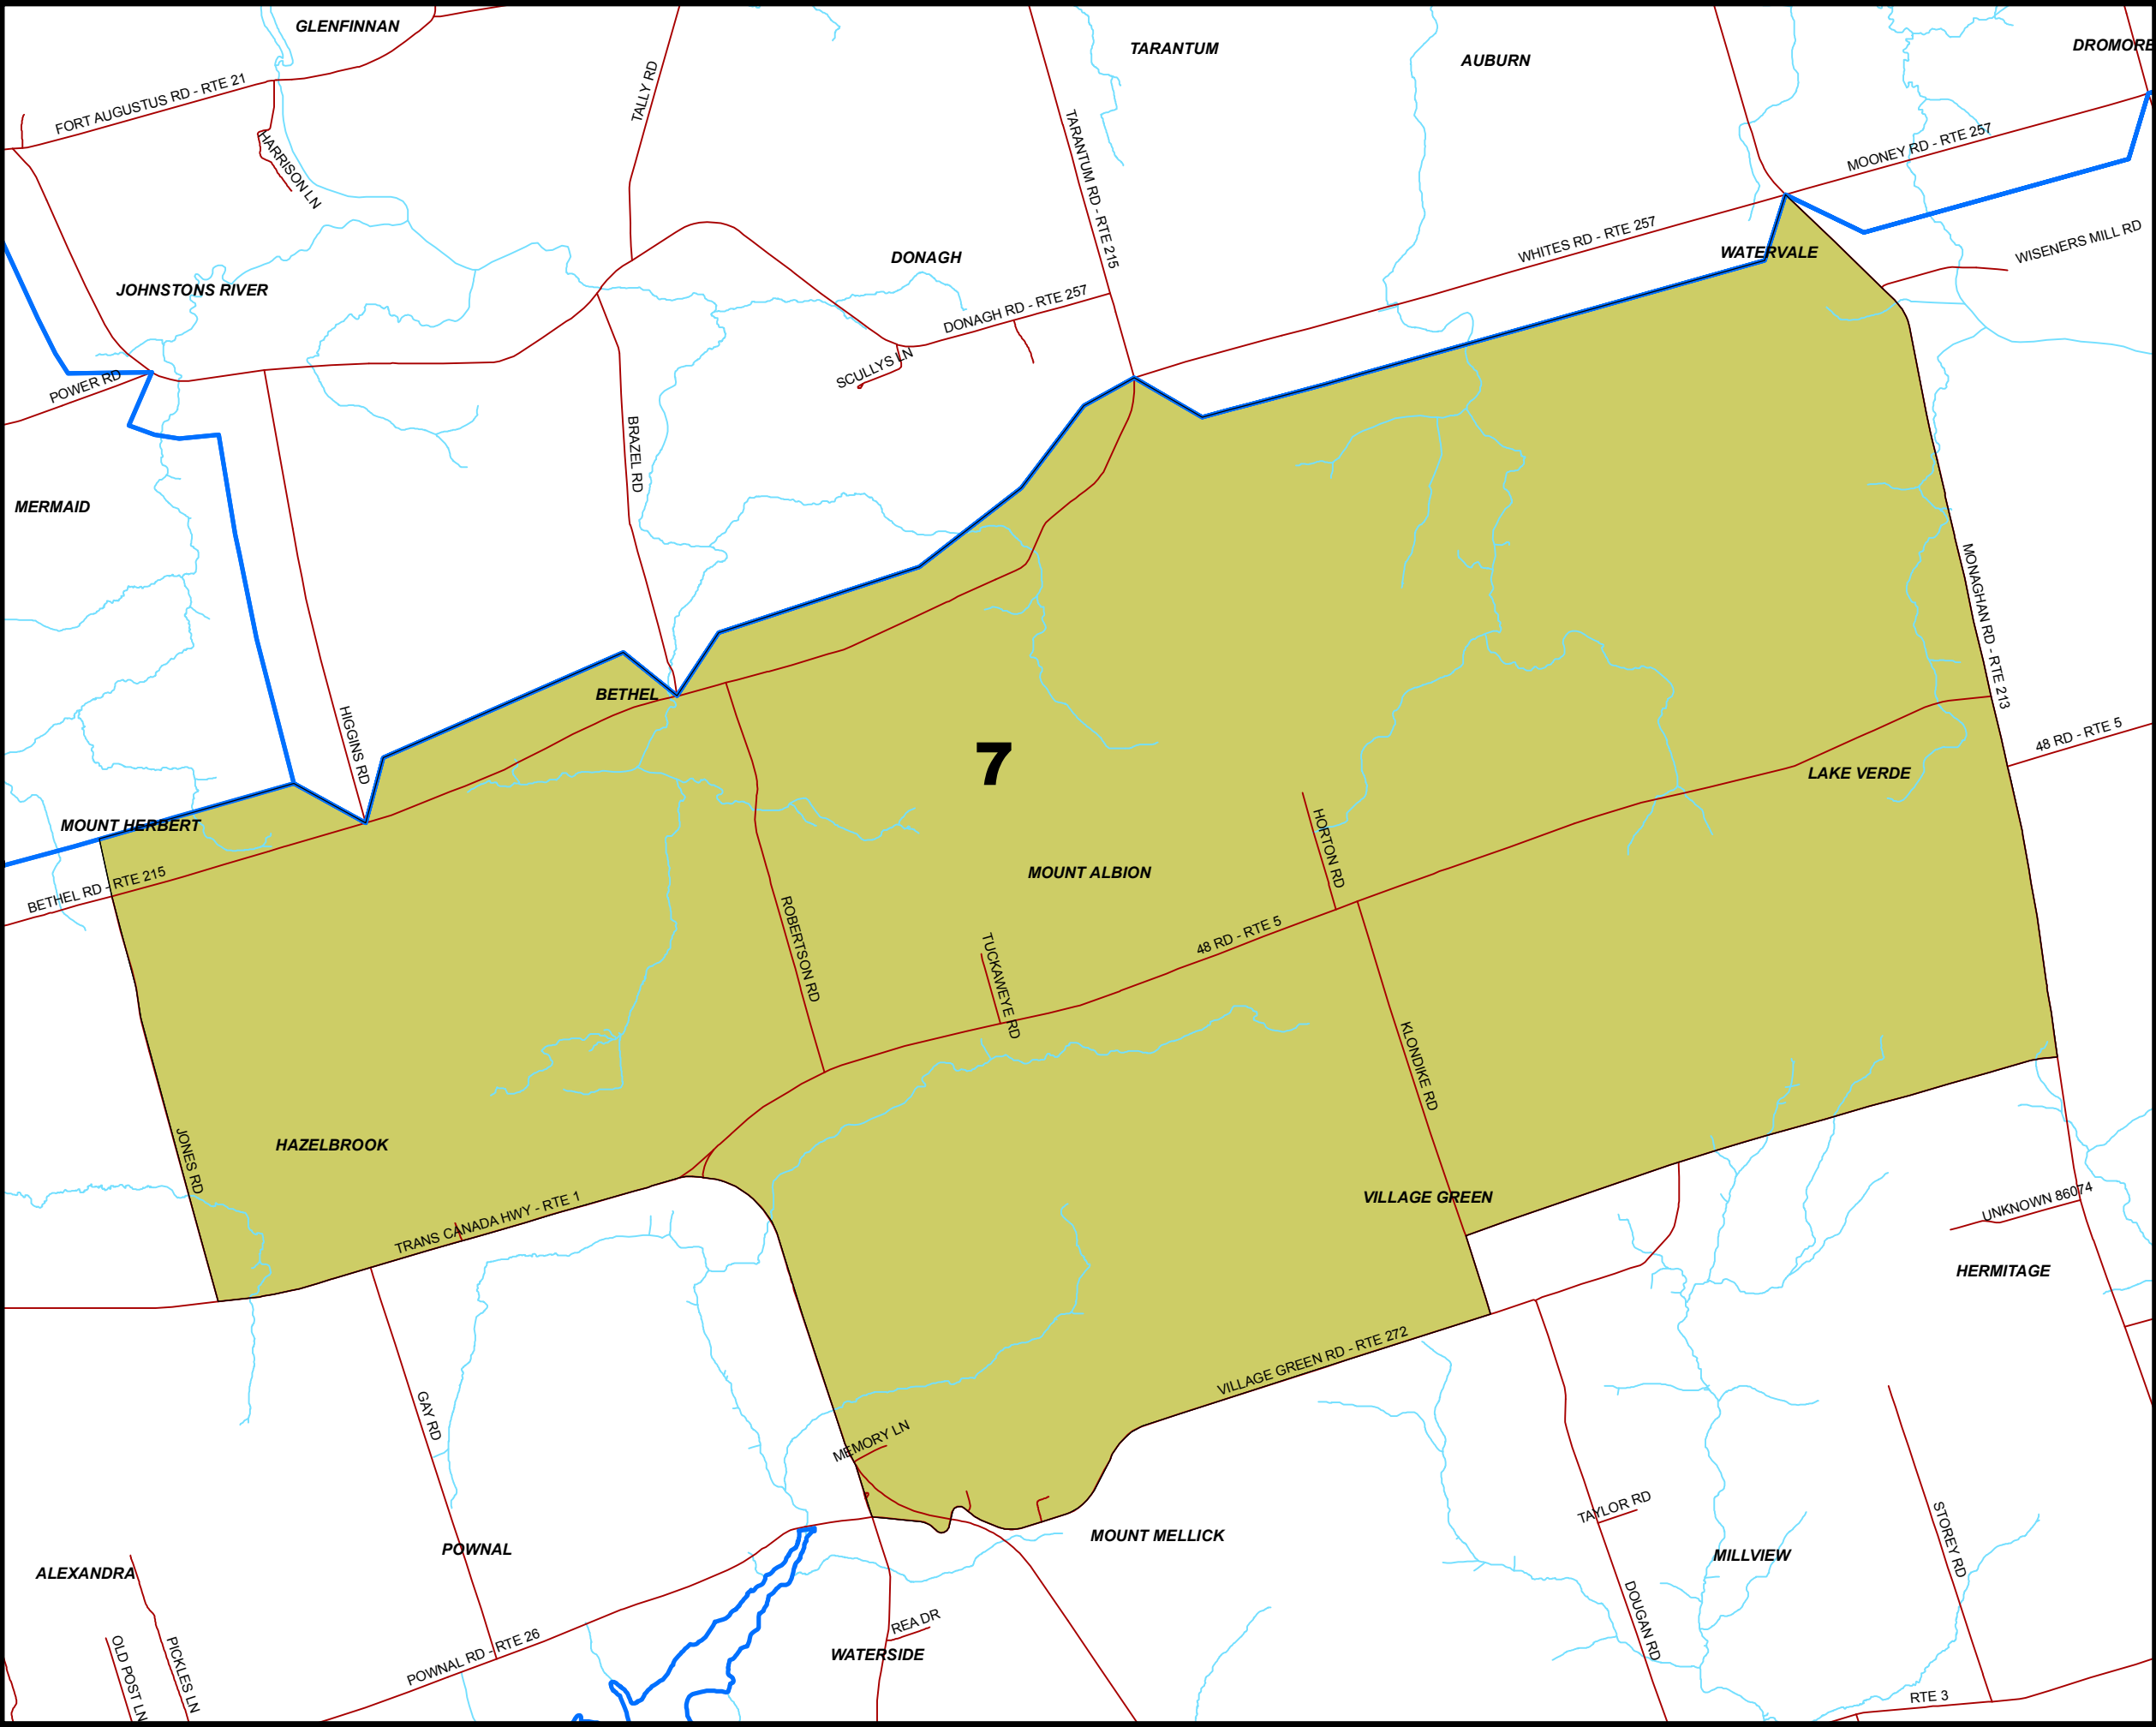 GLENFINNAN
TARANTUM
AUBURN
DROMORE
FORT AUGUSTUS RD - RTE 21
TALLY RD
HARRISON LN
TARANTUM RD - RTE 215
MOONEY RD - RTE 257
WHITES RD - RTE 257
WATERVALE
WISENERS MILL RD
DONAGH
JOHNSTONS RIVER
DONAGH RD - RTE 257
SCULLYS LN
POWER RD
BRAZEL RD
MERMAID
MONAGHAN RD - RTE 213
BETHEL
HIGGINS RD
7
48 RD - RTE 5
LAKE VERDE
MOUNT HERBERT
HORTON RD
BETHEL RD - RTE 215
MOUNT ALBION
ROBERTSON RD
48 RD - RTE 5
TUCKAWEYE RD
KLONDIKE RD
HAZELBROOK
JONES RD
VILLAGE GREEN
UNKNOWN 86074
TRANS CANADA HWY - RTE 1
HERMITAGE
VILLAGE GREEN RD - RTE 272
GAY RD
MEMORY LN
TAYLOR RD
STOREY RD
MOUNT MELLICK
POWNAL
MILLVIEW
ALEXANDRA
DOUGAN RD
REA DR
WATERSIDE
POWNAL RD - RTE 26
OLD POST LN
PICKLES LN
RTE 3